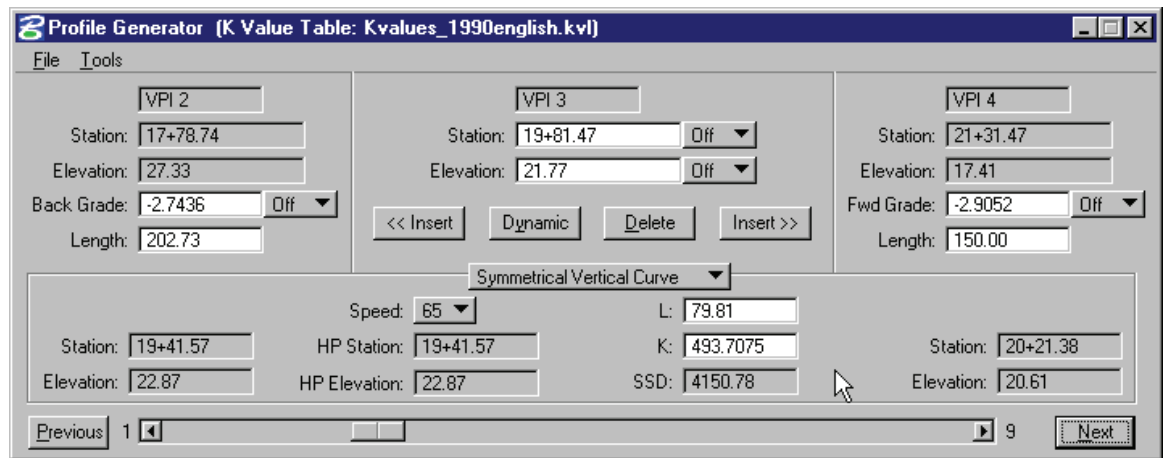 Profile Generator (K Value Table: Kvalues_1990english.kvl)
File Tools
VPI 2 VPI 3 VPI 4
Station: 17+78.74 Station: 19+81.47 Off Station: 21+31.47
Elevation: 27.33 Elevation: 21.77 Off Elevation: 17.41
Back Grade: -2.7436 Off Fwd Grade: -2.9052 Off
<< Insert Dynamic Delete Insert >>
Length: 202.73 Length: 150.00
Symmetrical Vertical Curve
Speed: 65 L: 79.81
Station: 19+41.57 HP Station: 19+41.57 K: 493.7075 Station: 20+21.38
Elevation: 22.87 HP Elevation: 22.87 SSD: 4150.78 Elevation: 20.61
Previous 1 9 Next